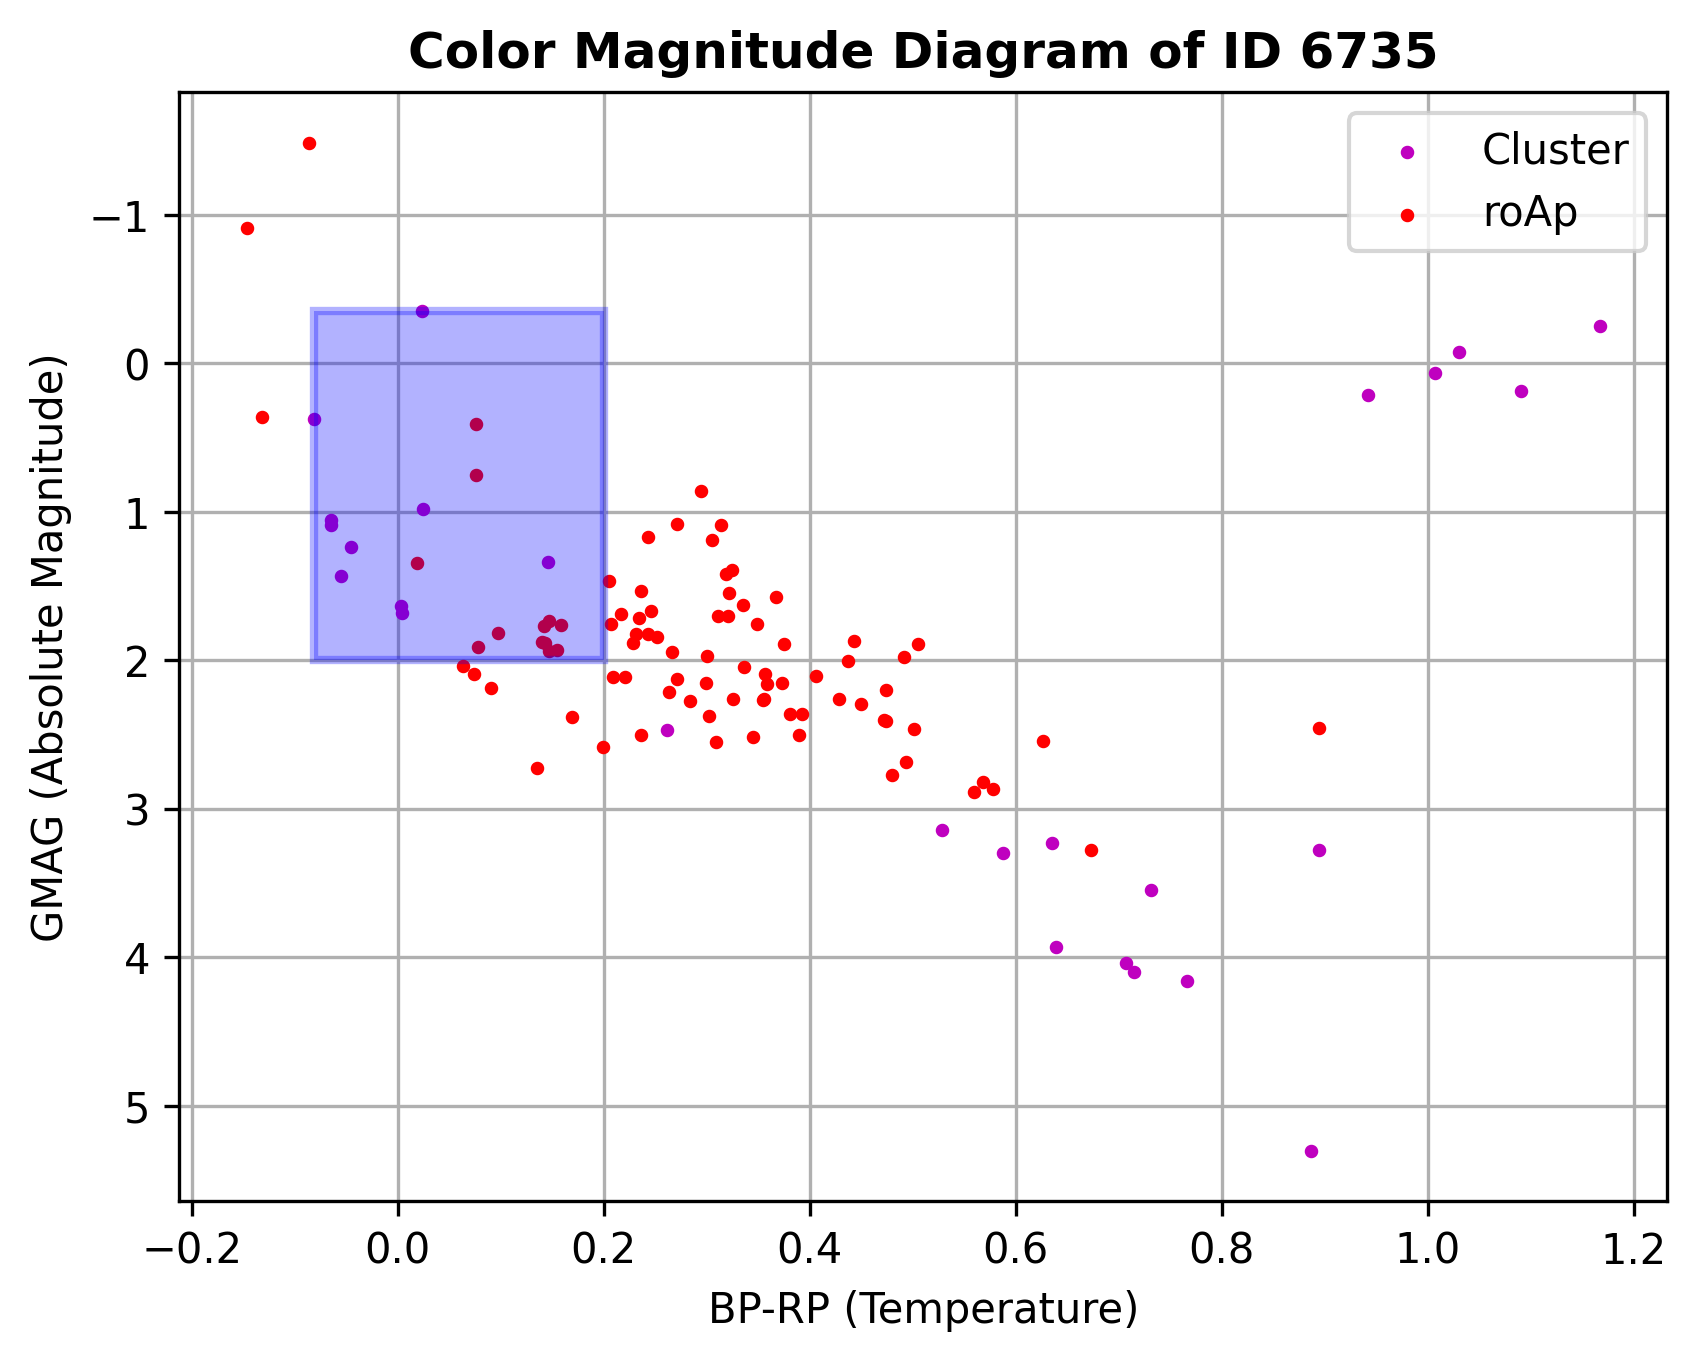 Color Magnitude Diagram of ID 6735
Cluster
roAp
GMAG (Absolute Magnitude)
−1
0
1
2
3
4
5
−0.2 0.0 0.2 0.4 0.6 0.8 1.0 1.2
BP-RP (Temperature)